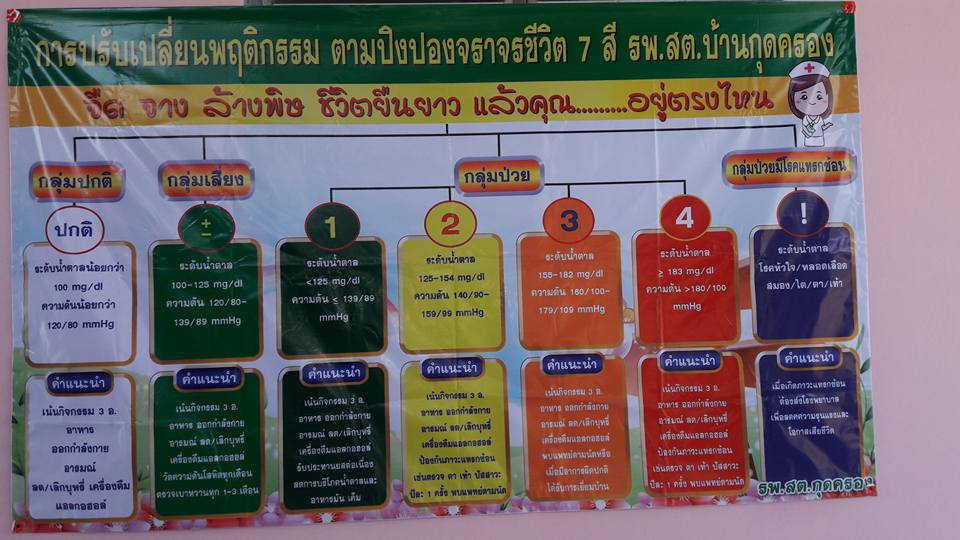 การปรับเปลี่ยนพฤติกรรม ตามปิงปองจราจรชีวิต 7 สี รพ.สต.บ้านกุดครอง
จืด จาง ล้างพิษ ชีวิตยืนยาว แล้วคุณ.........อยู่ตรงไหน
กลุ่มปกติ
กลุ่มเสี่ยง
กลุ่มป่วย
กลุ่มป่วยมีโรคแทรกซ้อน
ปกติ
ระดับน้ำตาลน้อยกว่า
100 mg/dl
ความดันน้อยกว่า
120/80 mmHg
คำแนะนำ
เน้นกิจกรรม 3 อ.
อาหาร
ออกกำลังกาย
อารมณ์
ลด/เลิกบุหรี่ เครื่องดื่ม
แอลกอฮอล์
±
ระดับน้ำตาล
100-125 mg/dl
ความดัน 120/80-
139/89 mmHg
คำแนะนำ
เน้นกิจกรรม 3 อ.
อาหาร ออกกำลังกาย
อารมณ์ ลด/เลิกบุหรี่
เครื่องดื่มแอลกอฮอล์
วัดความดันโลหิตทุกเดือน
ตรวจเบาหวานทุก 1-3 เดือน
1
ระดับน้ำตาล
<125 mg/dl
ความดัน ≤ 139/89
mmHg
คำแนะนำ
เน้นกิจกรรม 3 อ.
อาหาร ออกกำลังกาย
อารมณ์ ลด/เลิกบุหรี่
เครื่องดื่มแอลกอฮอล์
รับประทานยาต่อเนื่อง
ลดการบริโภคน้ำตาลและ
อาหารมัน เค็ม
2
ระดับน้ำตาล
125-154 mg/dl
ความดัน 140/90-
159/99 mmHg
คำแนะนำ
เน้นกิจกรรม 3 อ.
อาหาร ออกกำลังกาย
อารมณ์ ลด/เลิกบุหรี่
เครื่องดื่มแอลกอฮอล์
ป้องกันภาวะแทรกซ้อน
เช่นตรวจ ตา เท้า ปัสสาวะ
ปีละ 1 ครั้ง พบแพทย์ตามนัด
3
ระดับน้ำตาล
155-182 mg/dl
ความดัน 160/100-
179/109 mmHg
คำแนะนำ
เน้นกิจกรรม 3 อ.
อาหาร ออกกำลังกาย
อารมณ์ ลด/เลิกบุหรี่
เครื่องดื่มแอลกอฮอล์
พบแพทย์ตามนัดหรือ
เมื่อมีอาการผิดปกติ
ได้รับการเยี่ยมบ้าน
4
ระดับน้ำตาล
≥ 183 mg/dl
ความดัน >180/100
mmHg
คำแนะนำ
เน้นกิจกรรม 3 อ.
อาหาร ออกกำลังกาย
อารมณ์ ลด/เลิกบุหรี่
เครื่องดื่มแอลกอฮอล์
ป้องกันภาวะแทรกซ้อน
เช่นตรวจ ตา เท้า ปัสสาวะ
ปีละ 1 ครั้ง พบแพทย์ตามนัด
!
ระดับน้ำตาล
โรคหัวใจ/หลอดเลือด
สมอง/ไต/ตา/เท้า
คำแนะนำ
เมื่อเกิดภาวะแทรกซ้อน
ต้องส่งโรงพยาบาล
เพื่อลดความรุนแรงและ
โอกาสเสียชีวิต
รพ.สต.กุดครอง